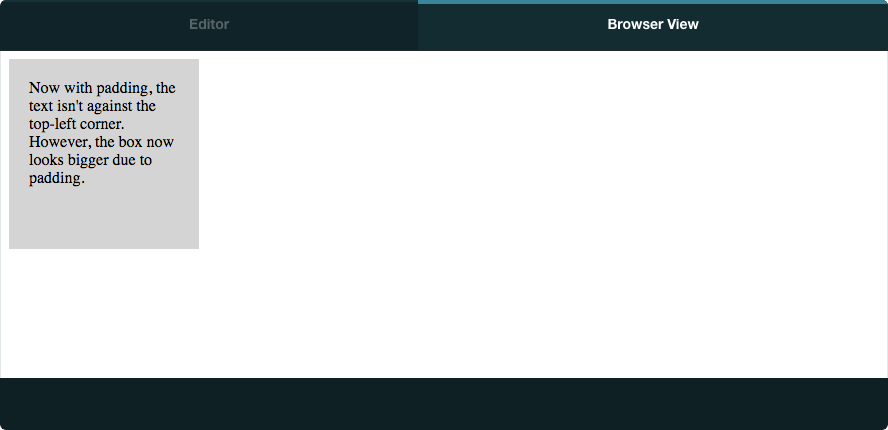 Editor
Browser View
Now with padding, the
text isn't against the
top-left corner.
However, the box now
looks bigger due to
padding.